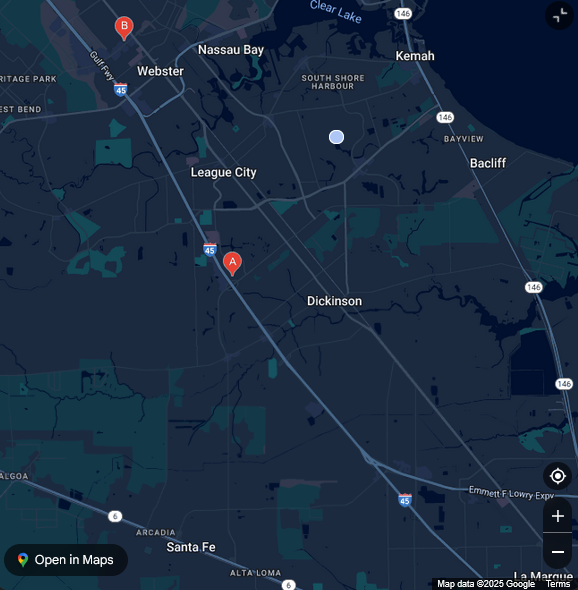 Clear Lake
146
B
Nassau Bay
Kemah
Gulf Fwy
Webster
SOUTH SHORE
HARBOUR
RITAGE PARK
45
EST BEND
146
BAYVIEW
Bacliff
League City
45
A
146
Dickinson
146
ALGOA
Emmett F Lowry Expy
45
6
ARCADIA
Santa Fe
Open in Maps
ALTA LOMA
6
La Marque
Map data ©2025 Google
Terms